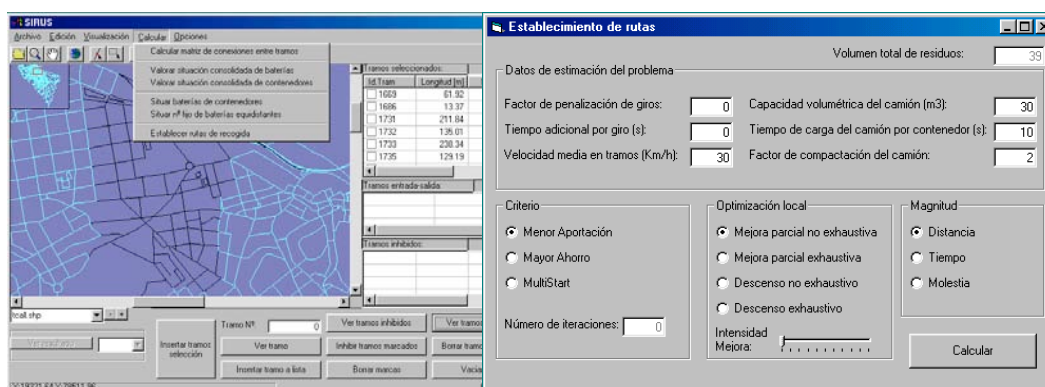 SIRUS
Archivo Edición Visualización Calcular Opciones
Calcular matriz de conexiones entre tramos
Valorar situación consolidada de baterías
Valorar situación consolidada de contenedores
Situar baterías de contenedores
Situar nº fijo de baterías equidistantes
Establecer rutas de recogida
Tramos seleccionados:
Id.Tram Longitud [m]
1669 61.92
1686 13.37
1731 211.84
1732 135.01
1733 230.34
1735 129.19
Tramos entrada-salida:
Tramos inhibidos:
tcall.shp
Tramo Nº: 0
Ver tramos inhibidos
Ver tramos
Insertar tramos selección
Ver tramo
Inhibir tramos marcados
Borrar tramo
Insertar tramo a lista
Borrar marcas
Vacia
Establecimiento de rutas
Volumen total de residuos: 39
Datos de estimación del problema
Factor de penalización de giros: 0
Capacidad volumétrica del camión (m3): 30
Tiempo adicional por giro (s): 0
Tiempo de carga del camión por contenedor (s): 10
Velocidad media en tramos (Km/h): 30
Factor de compactación del camión: 2
Criterio
Menor Aportación
Mayor Ahorro
MultiStart
Número de iteraciones: 0
Optimización local
Mejora parcial no exhaustiva
Mejora parcial exhaustiva
Descenso no exhaustivo
Descenso exhaustivo
Intensidad
Mejora:
Magnitud
Distancia
Tiempo
Molestia
Calcular